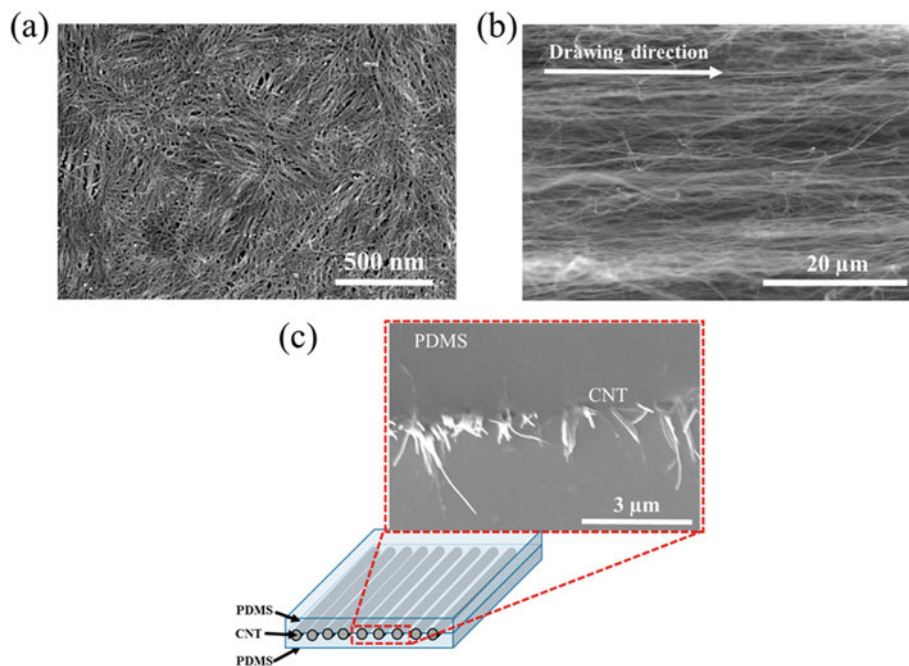 (a)
500 nm
(b)
Drawing direction
20 μm
(c)
PDMS
CNT
3 μm
PDMS
CNT
PDMS